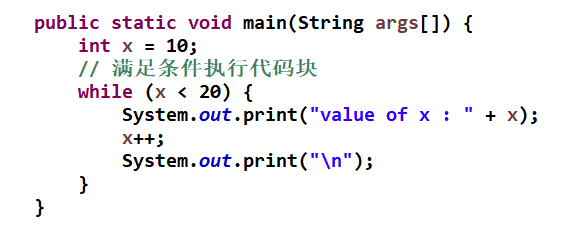 public static void main(String args[]) {
    int x = 10;
    // 满足条件执行代码块
    while (x < 20) {
        System.out.print("value of x : " + x);
        x++;
        System.out.print("\n");
    }
}